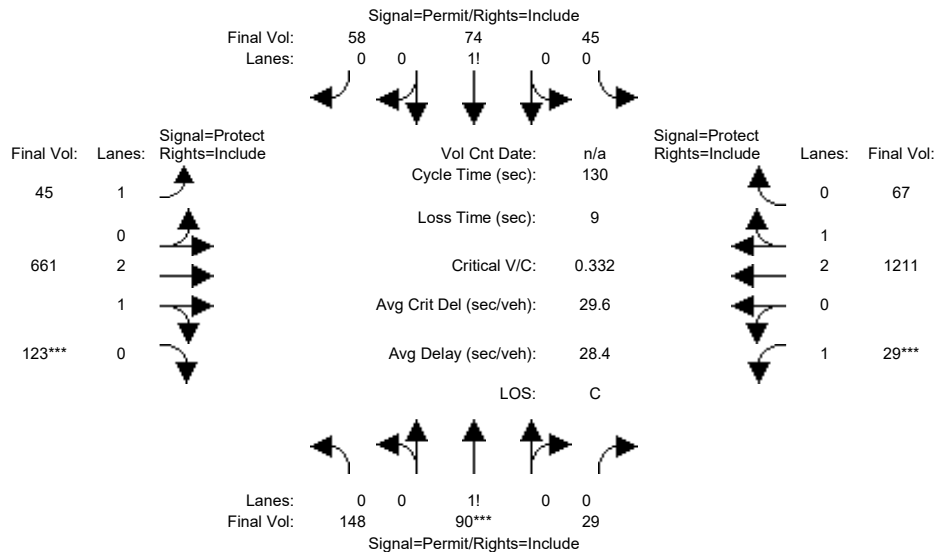 Signal=Permit/Rights=Include
Final Vol: 58 74 45
Lanes: 0 0 1! 0 0
Signal=Protect Signal=Protect
Final Vol: Lanes: Rights=Include Vol Cnt Date: n/a Rights=Include Lanes: Final Vol:
Cycle Time (sec): 130
45 1 0 67
Loss Time (sec): 9
0 1
661 2 Critical V/C: 0.332 2 1211
1 Avg Crit Del (sec/veh): 29.6 0
123*** 0 Avg Delay (sec/veh): 28.4 1 29***
LOS: C
Lanes: 0 0 1! 0 0
Final Vol: 148 90*** 29
Signal=Permit/Rights=Include